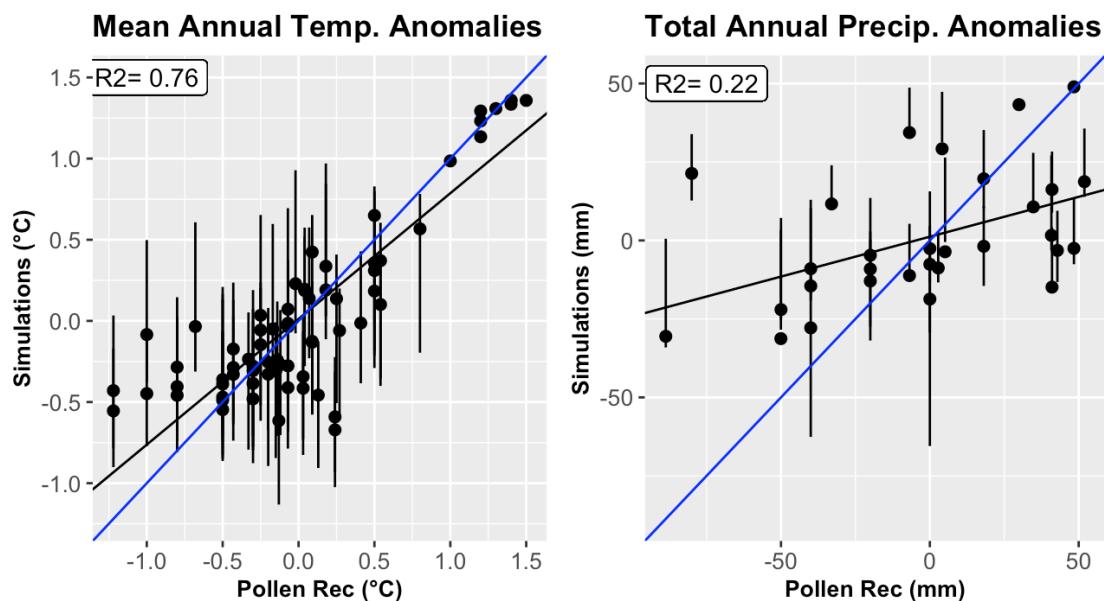 Mean Annual Temp. Anomalies
R2= 0.76
1.5
1.0
0.5
0.0
-0.5
-1.0
Simulations (°C)
-1.0
-0.5
0.0
0.5
1.0
1.5
Pollen Rec (°C)
Total Annual Precip. Anomalies
R2= 0.22
50
0
-50
Simulations (mm)
-50
0
50
Pollen Rec (mm)